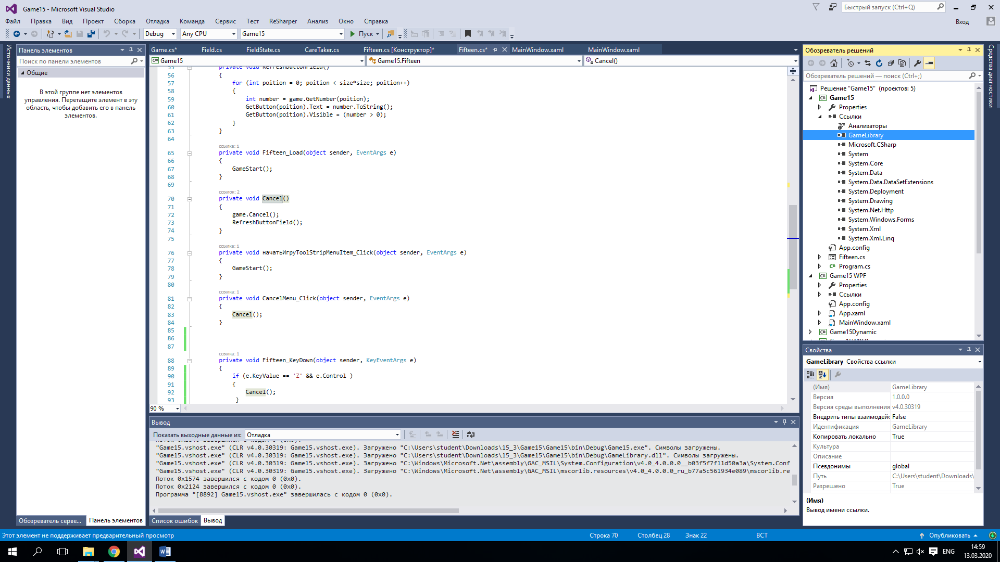 Game15 - Microsoft Visual Studio
Быстрый запуск (Ctrl+Q)
Файл Правка Вид Проект Сборка Отладка Команда Сервис Тест ReSharper Анализ Окно Справка
Вход
Debug Any CPU Game15 Пуск
Источники данных
Панель элементов
Поиск по панели элементов
Общие
В этой группе нет элементов
управления. Перетащите элемент в эту
область, чтобы добавить его в панель
элементов.
Обозреватель серве... Панель элементов
Game.cs* Field.cs FieldState.cs CareTaker.cs Fifteen.cs [Конструктор]* Fifteen.cs* MainWindow.xaml MainWindow.xaml
Game15 Game15.Fifteen Cancel()
55 private void RefreshButtonField()
56 {
57 for (int poition = 0; poition < size*size; poition++)
58 {
59 int number = game.GetNumber(poition);
60 GetButton(poition).Text = number.ToString();
61 GetButton(poition).Visible = (number > 0);
62 }
63 }
64
ссылка: 1
65 private void Fifteen_Load(object sender, EventArgs e)
66 {
67 GameStart();
68 }
69
ссылок: 2
70 private void Cancel()
71 {
72 game.Cancel();
73 RefreshButtonField();
74 }
75
ссылка: 1
76 private void начатьИгруToolStripMenuItem_Click(object sender, EventArgs e)
77 {
78 GameStart();
79 }
80
ссылка: 1
81 private void CancelMenu_Click(object sender, EventArgs e)
82 {
83 Cancel();
84 }
85
86
87
ссылка: 1
88 private void Fifteen_KeyDown(object sender, KeyEventArgs e)
89 {
90 if (e.KeyValue == 'Z' && e.Control )
91 {
92 Cancel();
93 }
90 %
Вывод
Показать выходные данные из: Отладка
"Game15.vshost.exe" (CLR v4.0.30319: Game15.vshost.exe). Загружено "C:\Users\student\Downloads\15_3\Game15\Game15\bin\Debug\Game15.exe". Символы загружены.
"Game15.vshost.exe" (CLR v4.0.30319: Game15.vshost.exe). Загружено "C:\Users\student\Downloads\15_3\Game15\Game15\bin\Debug\GameLibrary.dll". Символы загружены.
"Game15.vshost.exe" (CLR v4.0.30319: Game15.vshost.exe). Загружено "C:\Windows\Microsoft.Net\assembly\GAC_MSIL\System.Configuration\v4.0_4.0.0.0__b03f5f7f11d50a3a\System.Conf
"Game15.vshost.exe" (CLR v4.0.30319: Game15.vshost.exe). Загружено "C:\Windows\Microsoft.Net\assembly\GAC_MSIL\mscorlib.resources\v4.0_4.0.0.0_ru_b77a5c561934e089\mscorlib.re
Поток 0x1574 завершился с кодом 0 (0x0).
Поток 0x2124 завершился с кодом 0 (0x0).
Программа "[8892] Game15.vshost.exe" завершилась с кодом 0 (0x0).
Список ошибок Вывод
Обозреватель решений
Обозреватель решений — поиск (Ctrl+;)
Решение "Game15" (проектов: 5)
Game15
Properties
Ссылки
Анализаторы
GameLibrary
Microsoft.CSharp
System
System.Core
System.Data
System.Data.DataSetExtensions
System.Deployment
System.Drawing
System.Net.Http
System.Windows.Forms
System.Xml
System.Xml.Linq
App.config
Fifteen.cs
Program.cs
Game15 WPF
Properties
Ссылки
App.config
App.xaml
MainWindow.xaml
Game15Dynamic
Свойства
GameLibrary Свойства ссылки
(Имя) GameLibrary
Версия 1.0.0.0
Версия среды выполнения v4.0.30319
Внедрить типы взаимодей False
Идентификация GameLibrary
Копировать локально True
Культура
Описание
Псевдонимы global
Путь C:\Users\student\Downloads\
Разрешено True
(Имя)
Вывод имени ссылки.
Средства диагностики
Этот элемент не поддерживает предварительный просмотр Строка 70 Столбец 28 Знак 22 ВСТ Опубликовать
ENG
14:59
13.03.2020